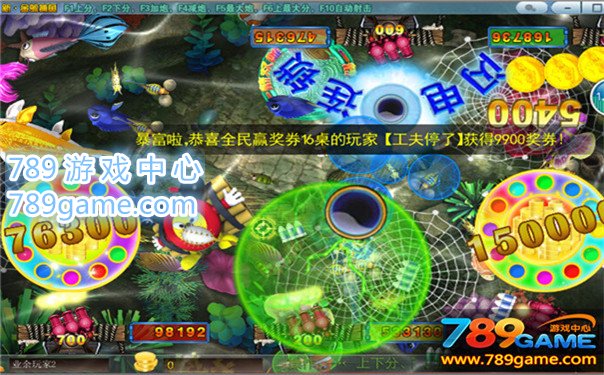 F1上分、F2下分、F3加炮、F4减炮、F5最大炮、F6上最大分、F10自动射击
476315
600
748736
闪电连锁
5400
暴富啦,恭喜全民赢奖券16桌的玩家【工夫停了】获得9900奖券!
789游戏中心
789game.com
76300
15000
700
98192
200
593130
789GAME
游戏中心
www.789game.com
业余玩家2
0
上下分